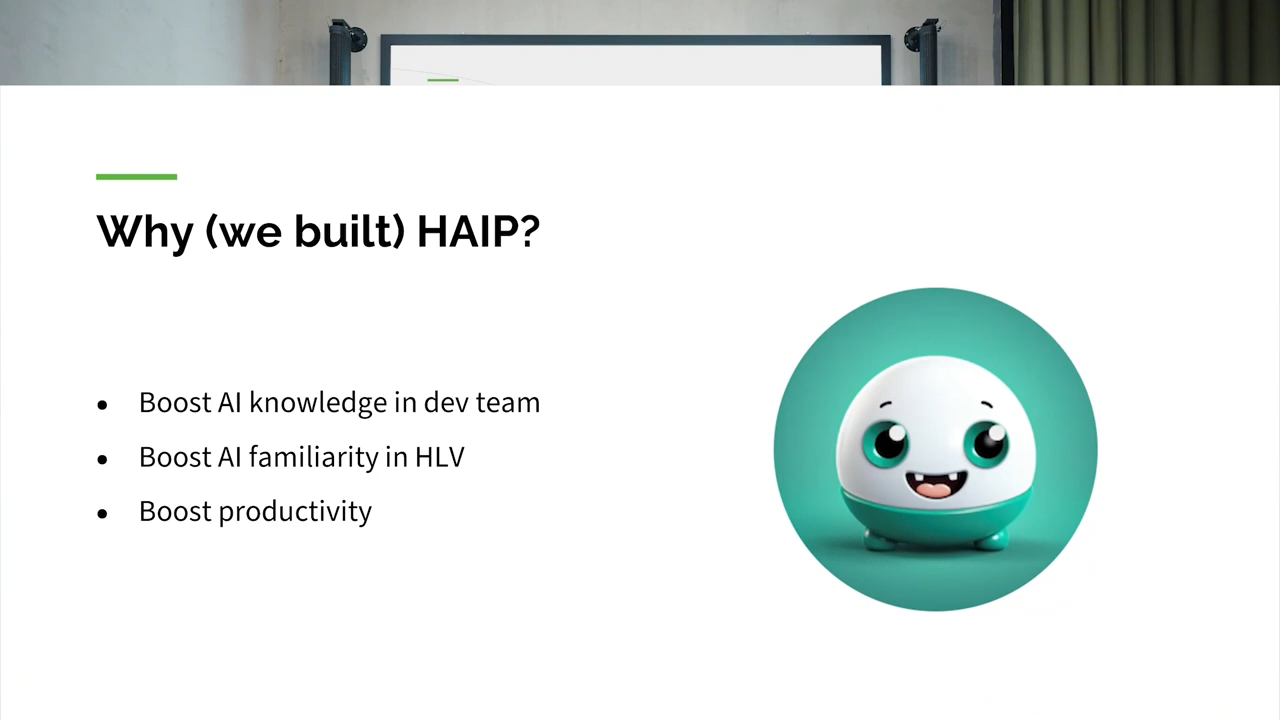 Why (we built) HAIP?
• Boost AI knowledge in dev team
• Boost AI familiarity in HLV
• Boost productivity